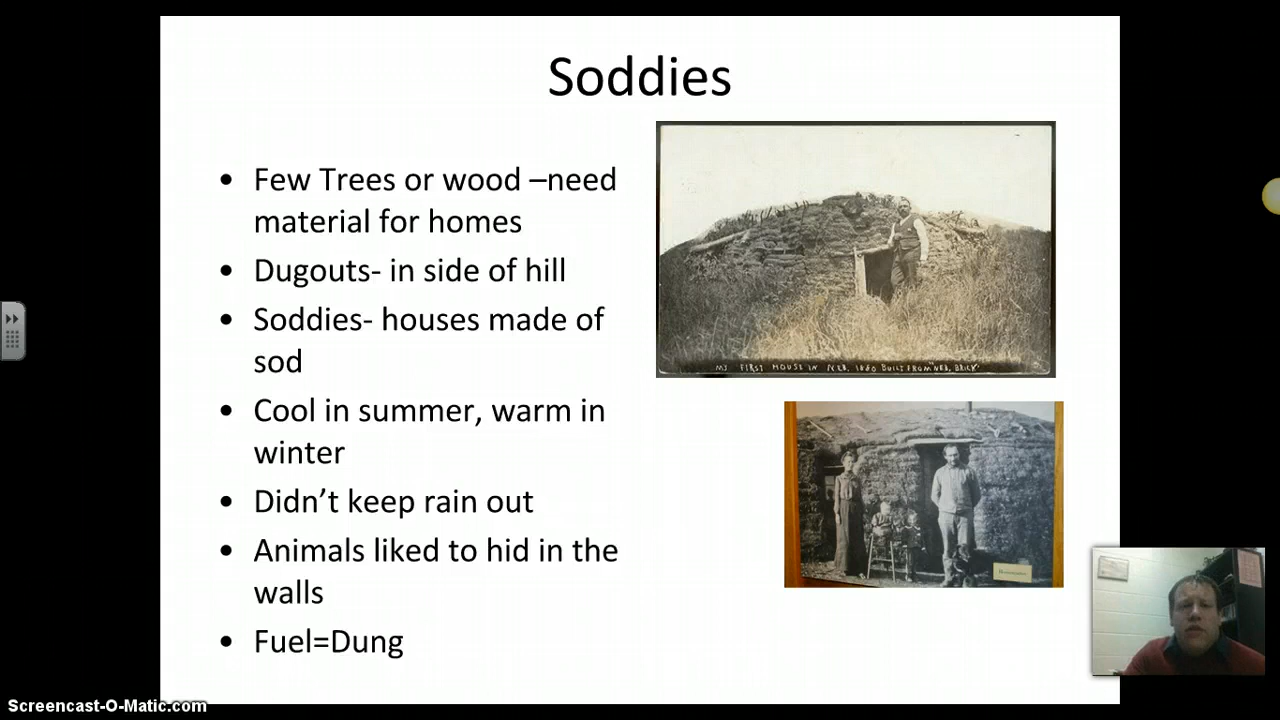 Soddies
• Few Trees or wood –need
material for homes
• Dugouts- in side of hill
• Soddies- houses made of
sod
• Cool in summer, warm in
winter
• Didn’t keep rain out
• Animals liked to hid in the
walls
• Fuel=Dung
MY FIRST HOUSE IN NEB. 1880 BUILT FROM "NEB. BRICK"
Screencast-O-Matic.com